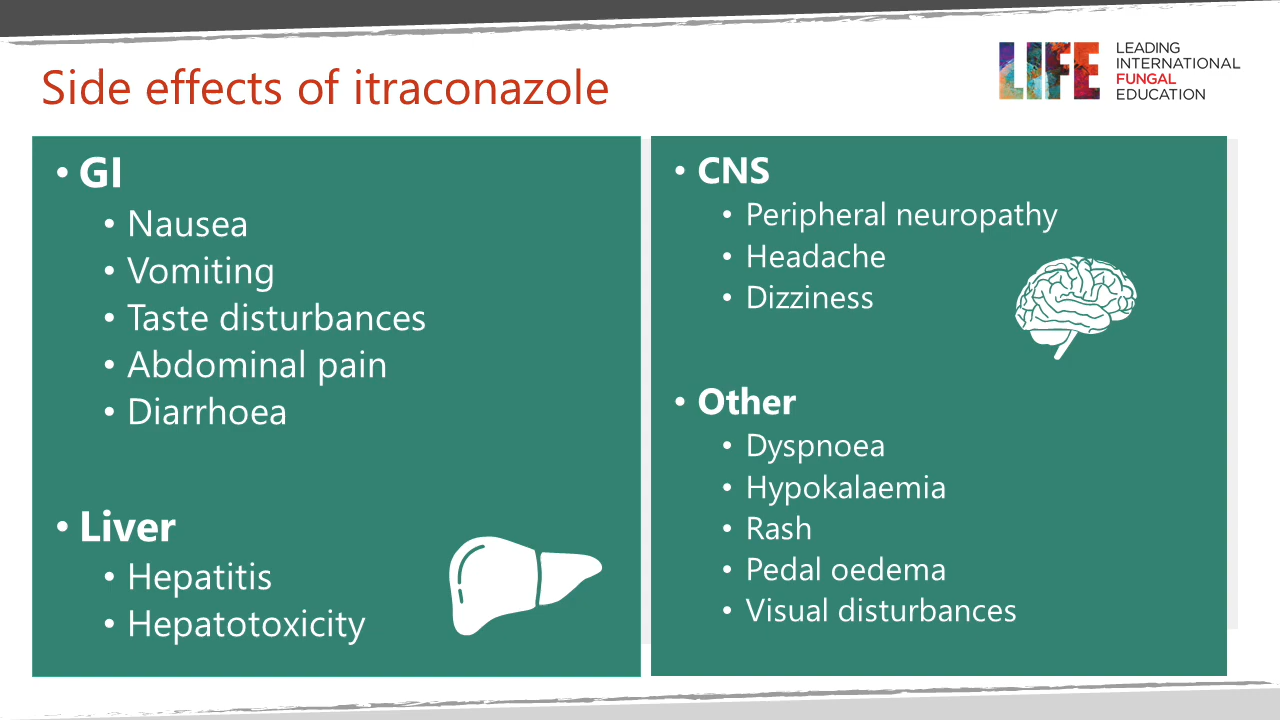 Side effects of itraconazole
LIFE
LEADING
INTERNATIONAL
FUNGAL
EDUCATION
• GI
• Nausea
• Vomiting
• Taste disturbances
• Abdominal pain
• Diarrhoea
• Liver
• Hepatitis
• Hepatotoxicity
• CNS
• Peripheral neuropathy
• Headache
• Dizziness
• Other
• Dyspnoea
• Hypokalaemia
• Rash
• Pedal oedema
• Visual disturbances